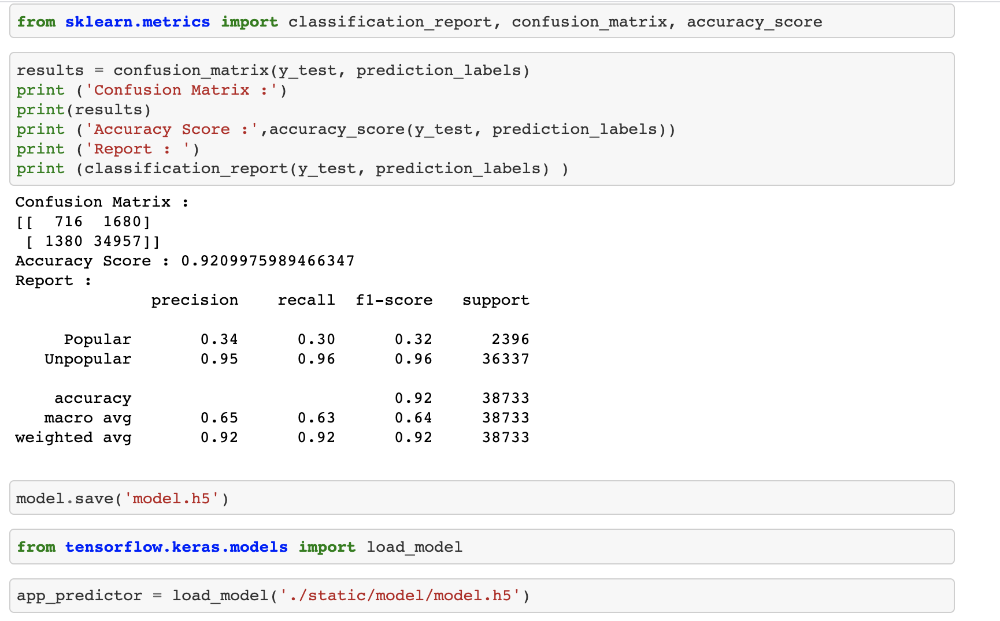 from sklearn.metrics import classification_report, confusion_matrix, accuracy_score
results = confusion_matrix(y_test, prediction_labels)
print ('Confusion Matrix :')
print(results)
print ('Accuracy Score :',accuracy_score(y_test, prediction_labels))
print ('Report : ')
print (classification_report(y_test, prediction_labels) )
Confusion Matrix :
[[  716  1680]
 [ 1380 34957]]
Accuracy Score : 0.9209975989466347
Report :
              precision    recall  f1-score   support
     Popular       0.34      0.30      0.32      2396
   Unpopular       0.95      0.96      0.96     36337
    accuracy                           0.92     38733
   macro avg       0.65      0.63      0.64     38733
weighted avg       0.92      0.92      0.92     38733
model.save('model.h5')
from tensorflow.keras.models import load_model
app_predictor = load_model('./static/model/model.h5')